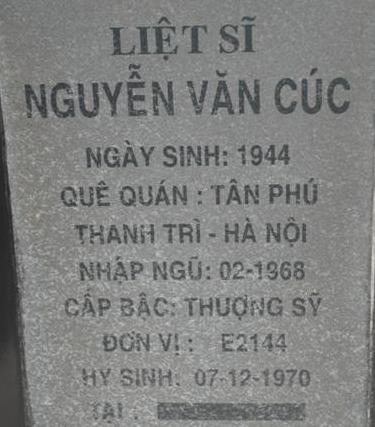 LIỆT SĨ
NGUYỄN VĂN CÚC
NGÀY SINH: 1944
QUÊ QUÁN : TÂN PHÚ
THANH TRÌ - HÀ NỘI
NHẬP NGŨ: 02-1968
CẤP BẬC: THƯỢNG SỸ
ĐƠN VỊ : E2144
HY SINH: 07-12-1970
TẠI :